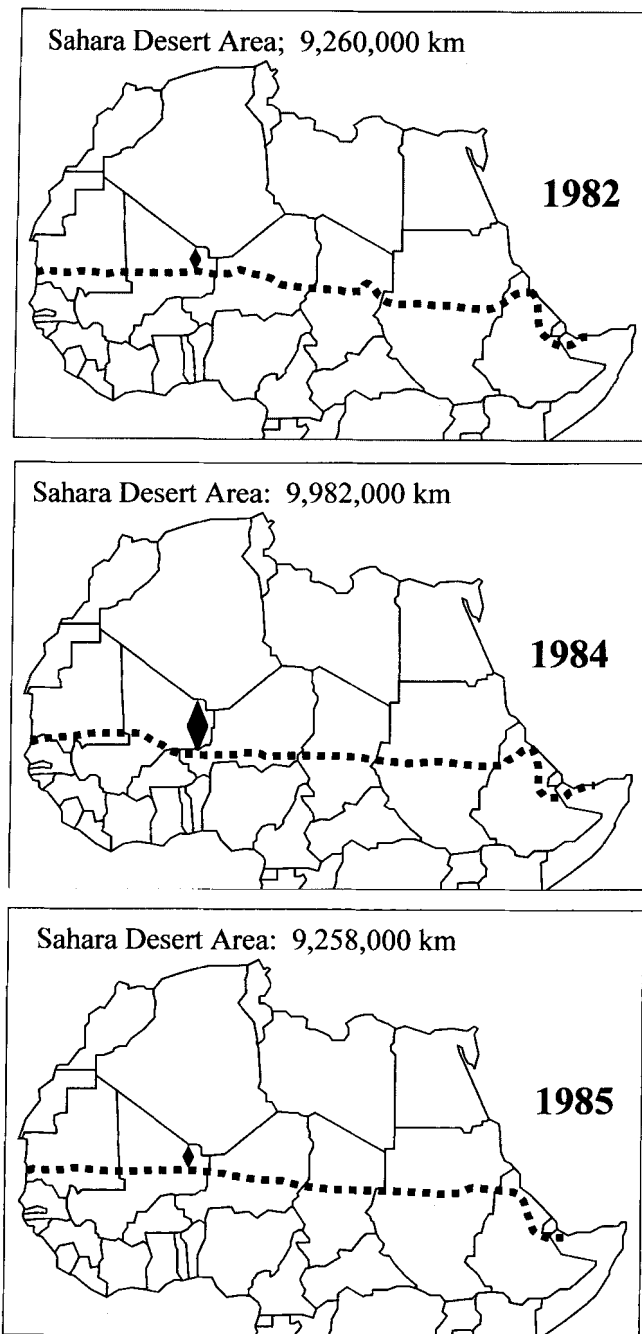 Sahara Desert Area; 9,260,000 km
1982
Sahara Desert Area: 9,982,000 km
1984
Sahara Desert Area: 9,258,000 km
1985